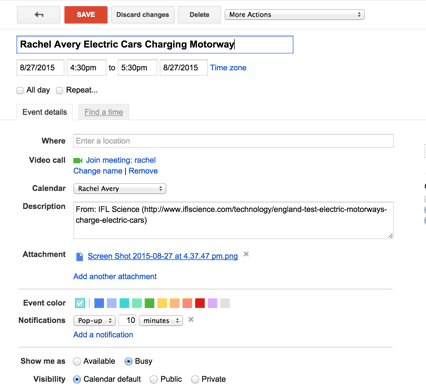 SAVE Discard changes Delete More Actions
Rachel Avery Electric Cars Charging Motorway
8/27/2015 4:30pm to 5:30pm 8/27/2015 Time zone
All day Repeat...
Event details Find a time
Where Enter a location
Video call Join meeting: rachel
Change name | Remove
Calendar Rachel Avery
Description From: IFL Science (http://www.iflscience.com/technology/england-test-electric-motorways-
charge-electric-cars)
Attachment Screen Shot 2015-08-27 at 4.37.47 pm.png
Add another attachment
Event color
Notifications Pop-up 10 minutes
Add a notification
Show me as Available Busy
Visibility Calendar default Public Private